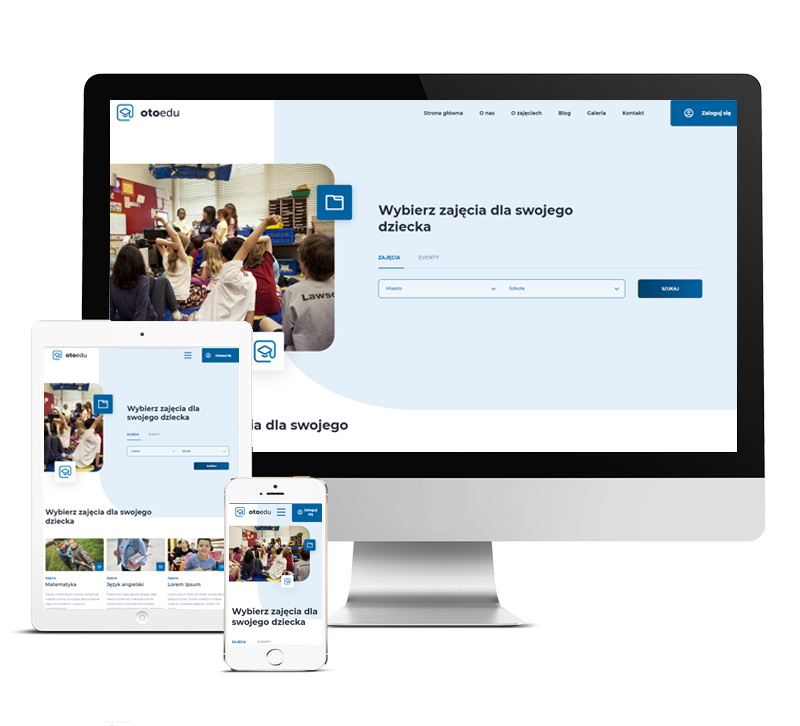 otoedu
Strona główna
O nas
O zajęciach
Blog
Galeria
Kontakt
Zaloguj się
Wybierz zajęcia dla swojego
dziecka
ZAJĘCIA
EVENTY
Miasto
Szkoła
SZUKAJ
Lawso
ia dla swojego
otoedu
Zaloguj się
Wybierz zajęcia dla
swojego dziecka
ZAJĘCIA
EVENTY
Miasto
Szkoła
SZUKAJ
Wybierz zajęcia dla swojego
dziecka
Zajęcia
Zajęcia
Zajęcia
Matematyka
Język angielski
Lorem Ipsum
otoedu
Zaloguj
się
Wybierz zajęcia dla
swojego dziecka
ZAJĘCIA
EVENTY